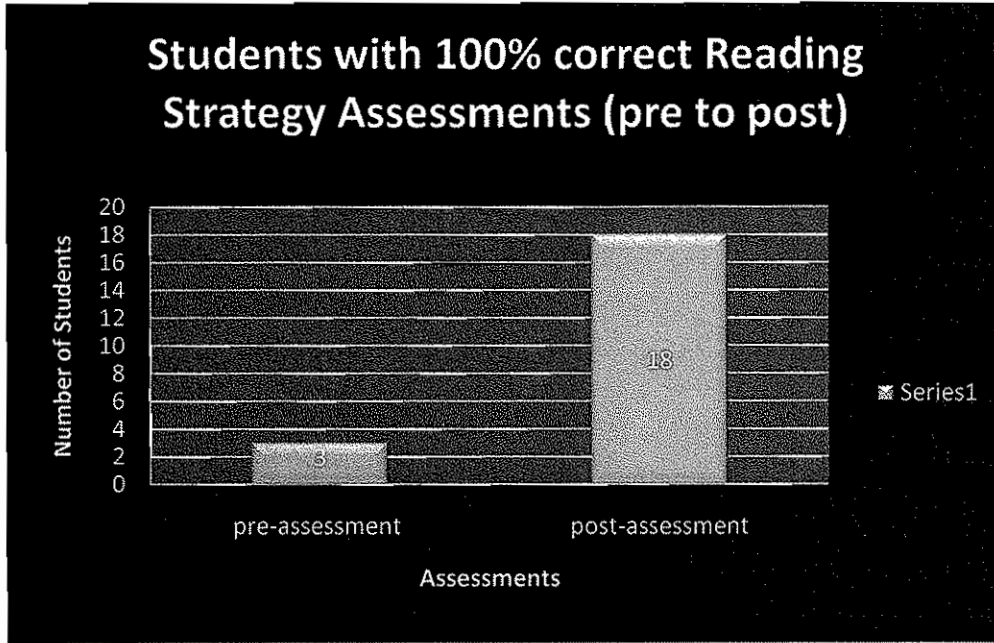 Students with 100% correct Reading
Strategy Assessments (pre to post)
Number of Students
20
18
16
14
12
10
8
6
4
2
0
3
18
pre-assessment
post-assessment
Assessments
Series1